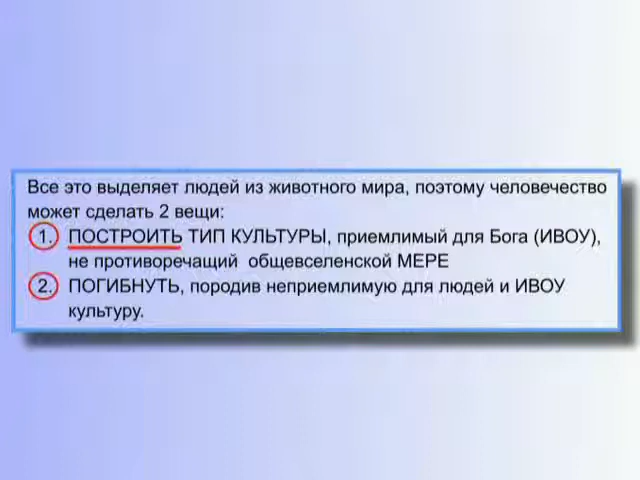 Все это выделяет людей из животного мира, поэтому человечество
может сделать 2 вещи:
1. ПОСТРОИТЬ ТИП КУЛЬТУРЫ, приемлимый для Бога (ИВОУ),
не противоречащий общевселенской МЕРЕ
2. ПОГИБНУТЬ, породив неприемлимую для людей и ИВОУ
культуру.